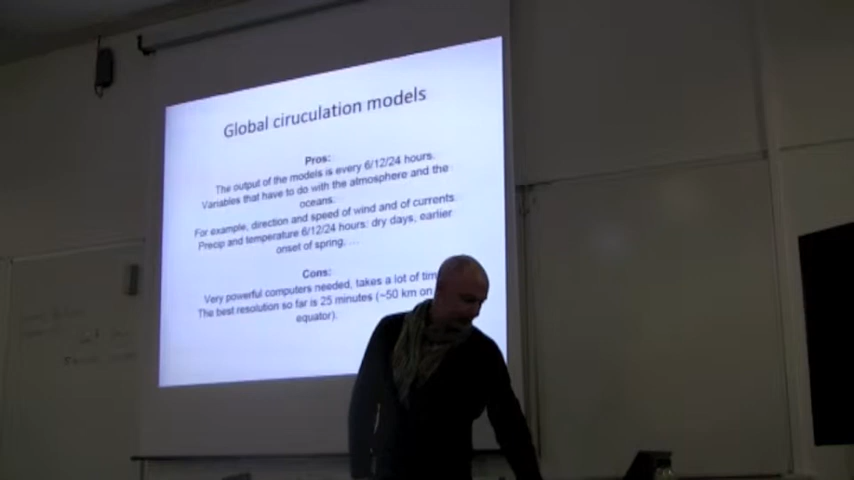 Global ciruculation models
Pros:
The output of the models is every 6/12/24 hours.
Variables that have to do with the atmosphere and the
oceans.
For example, direction and speed of wind and of currents
Precip and temperature 6/12/24 hours: dry days, earlier
onset of spring, ...
Cons:
Very powerful computers needed, takes a lot of
The best resolution so far is 25 minutes (~50 km on
equator).